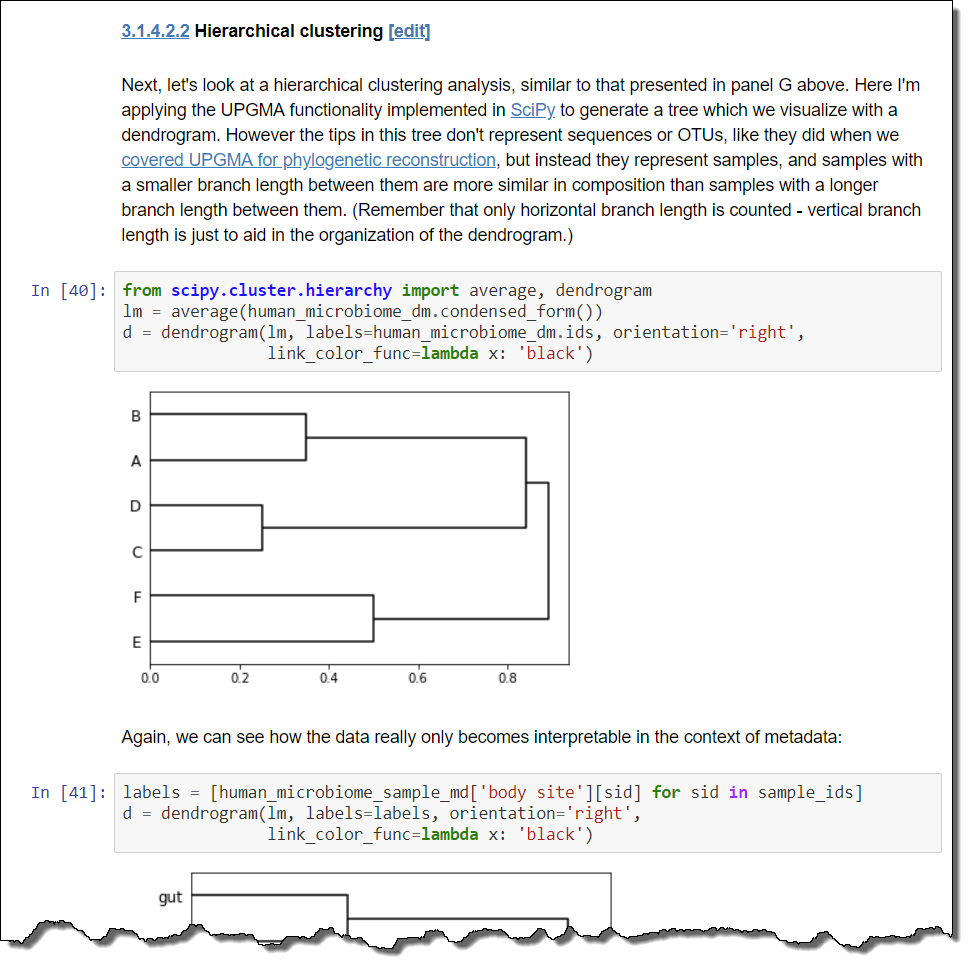 3.1.4.2.2 Hierarchical clustering [edit]
Next, let's look at a hierarchical clustering analysis, similar to that presented in panel G above. Here I'm
applying the UPGMA functionality implemented in SciPy to generate a tree which we visualize with a
dendrogram. However the tips in this tree don't represent sequences or OTUs, like they did when we
covered UPGMA for phylogenetic reconstruction, but instead they represent samples, and samples with
a smaller branch length between them are more similar in composition than samples with a longer
branch length between them. (Remember that only horizontal branch length is counted - vertical branch
length is just to aid in the organization of the dendrogram.)
In [40]: from scipy.cluster.hierarchy import average, dendrogram
lm = average(human_microbiome_dm.condensed_form())
d = dendrogram(lm, labels=human_microbiome_dm.ids, orientation='right',
link_color_func=lambda x: 'black')
B
A
D
C
F
E
0.0 0.2 0.4 0.6 0.8
Again, we can see how the data really only becomes interpretable in the context of metadata:
In [41]: labels = [human_microbiome_sample_md['body site'][sid] for sid in sample_ids]
d = dendrogram(lm, labels=labels, orientation='right',
link_color_func=lambda x: 'black')
gut